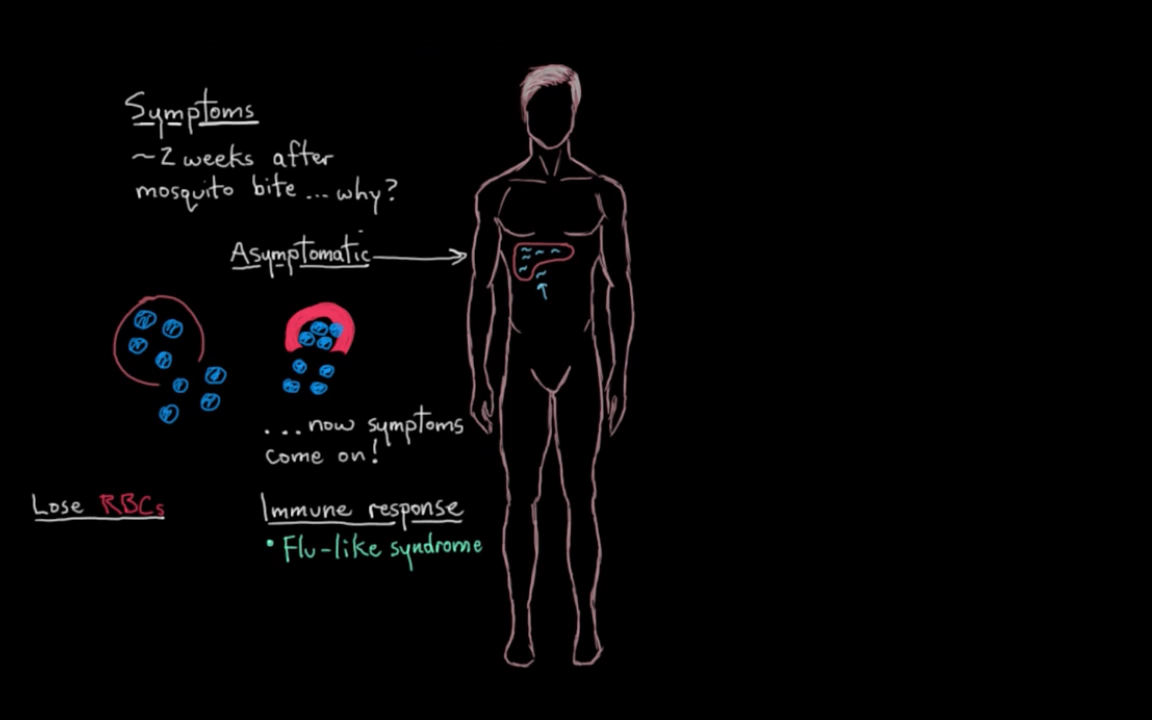 Symptoms
~2 weeks after
mosquito bite ... why?
Asymptomatic
... now symptoms
come on!
Lose RBCs
Immune response
• Flu-like syndrome